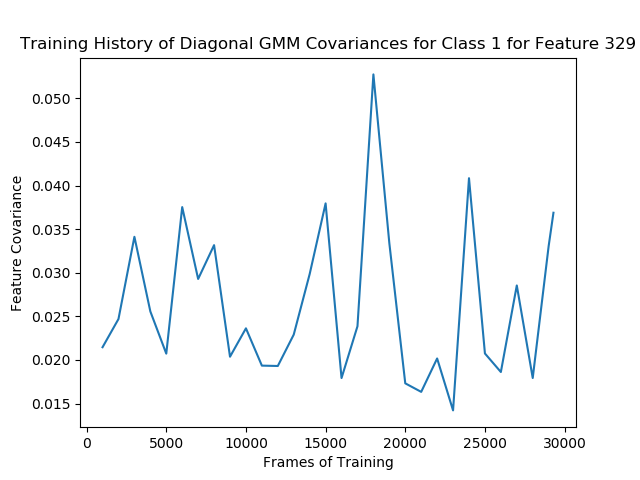 Training History of Diagonal GMM Covariances for Class 1 for Feature 329
0.050
0.045
0.040
0.035
0.030
0.025
0.020
0.015
Feature Covariance
0 5000 10000 15000 20000 25000 30000
Frames of Training